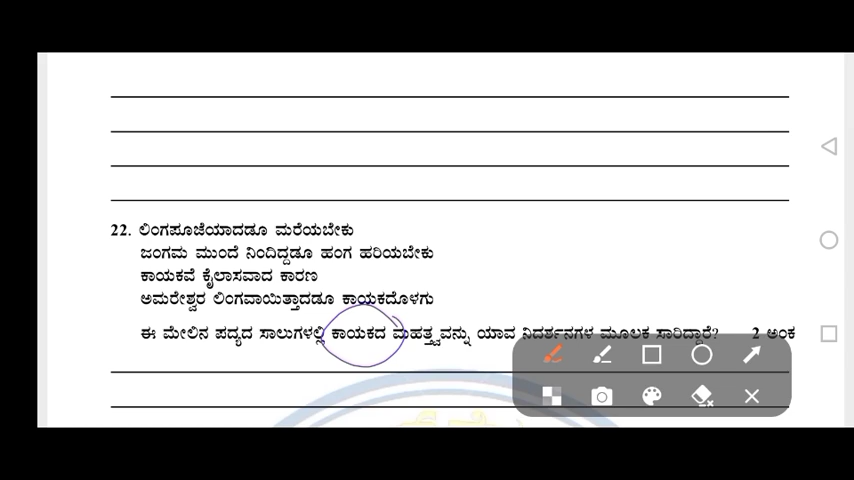 22. ಲಿಂಗಪೂಜೆಯಾದಡೂ ಮರೆಯಬೇಕು
ಜಂಗಮ ಮುಂದೆ ನಿಂದಿದ್ದಡೂ ಹಂಗ ಹರಿಯಬೇಕು
ಕಾಯಕವೆ ಕೈಲಾಸವಾದ ಕಾರಣ
ಅಮರೇಶ್ವರ ಲಿಂಗವಾಯಿತ್ತಾದಡೂ ಕಾಯಕದೊಳಗು
ಈ ಮೇಲಿನ ಪದ್ಯದ ಸಾಲುಗಳಲ್ಲಿ ಕಾಯಕದ ಮಹತ್ತ್ವವನ್ನು ಯಾವ ನಿದರ್ಶನಗಳ ಮೂಲಕ ಸಾರಿದ್ದಾರೆ? 2 ಅಂಕ